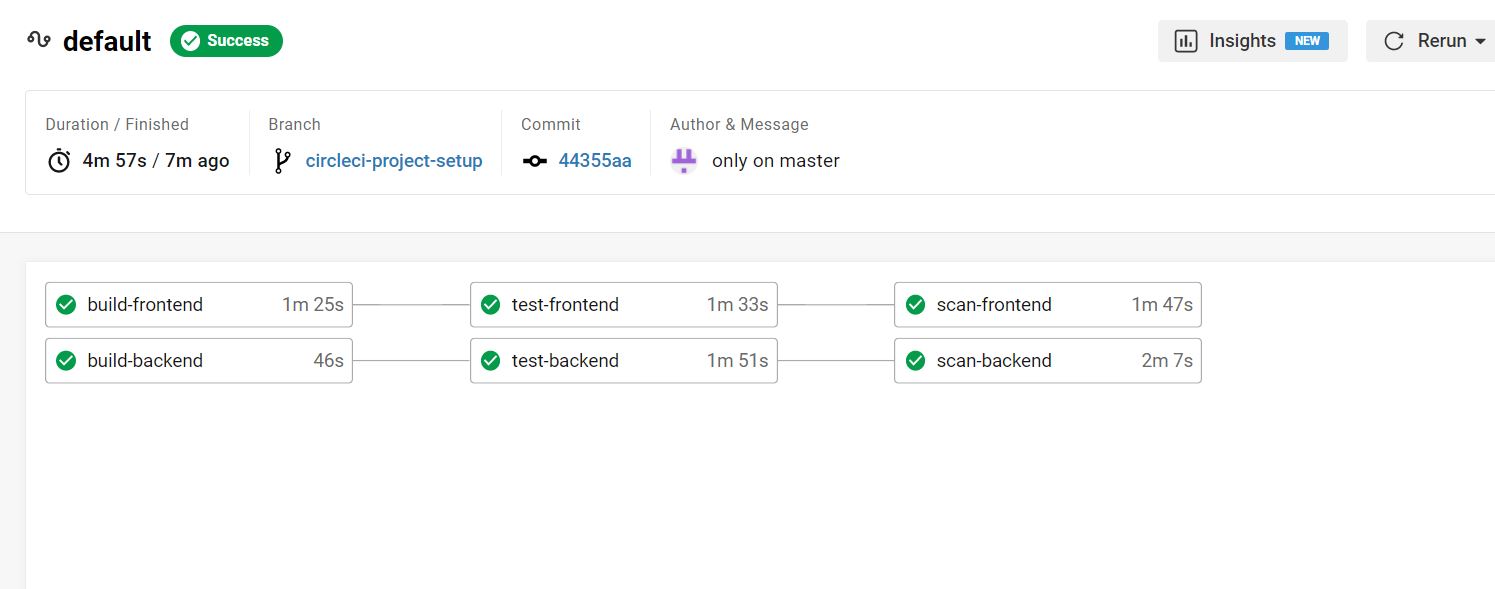 default Success Insights NEW Rerun
Duration / Finished Branch Commit Author & Message
4m 57s / 7m ago circleci-project-setup 44355aa only on master
build-frontend 1m 25s test-frontend 1m 33s scan-frontend 1m 47s
build-backend 46s test-backend 1m 51s scan-backend 2m 7s